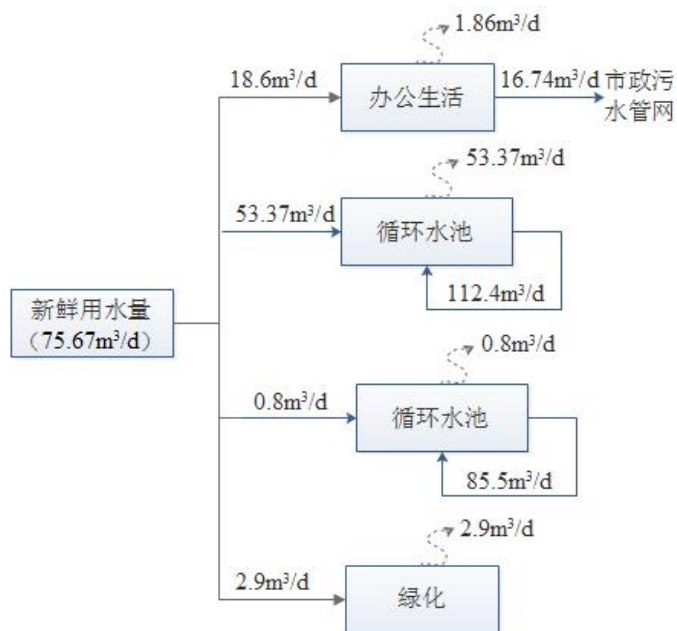 1.86m³/d
18.6m³/d
办公生活
16.74m³/d
市政污
水管网
53.37m³/d
53.37m³/d
循环水池
112.4m³/d
新鲜用水量
（75.67m³/d）
0.8m³/d
0.8m³/d
循环水池
85.5m³/d
2.9m³/d
2.9m³/d
绿化